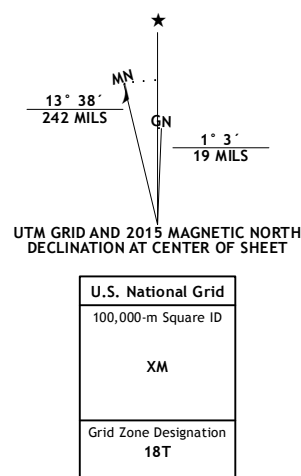 MN
13° 38´
242 MILS
GN
1° 3´
19 MILS
UTM GRID AND 2015 MAGNETIC NORTH
DECLINATION AT CENTER OF SHEET
U.S. National Grid
100,000-m Square ID
XM
Grid Zone Designation
18T